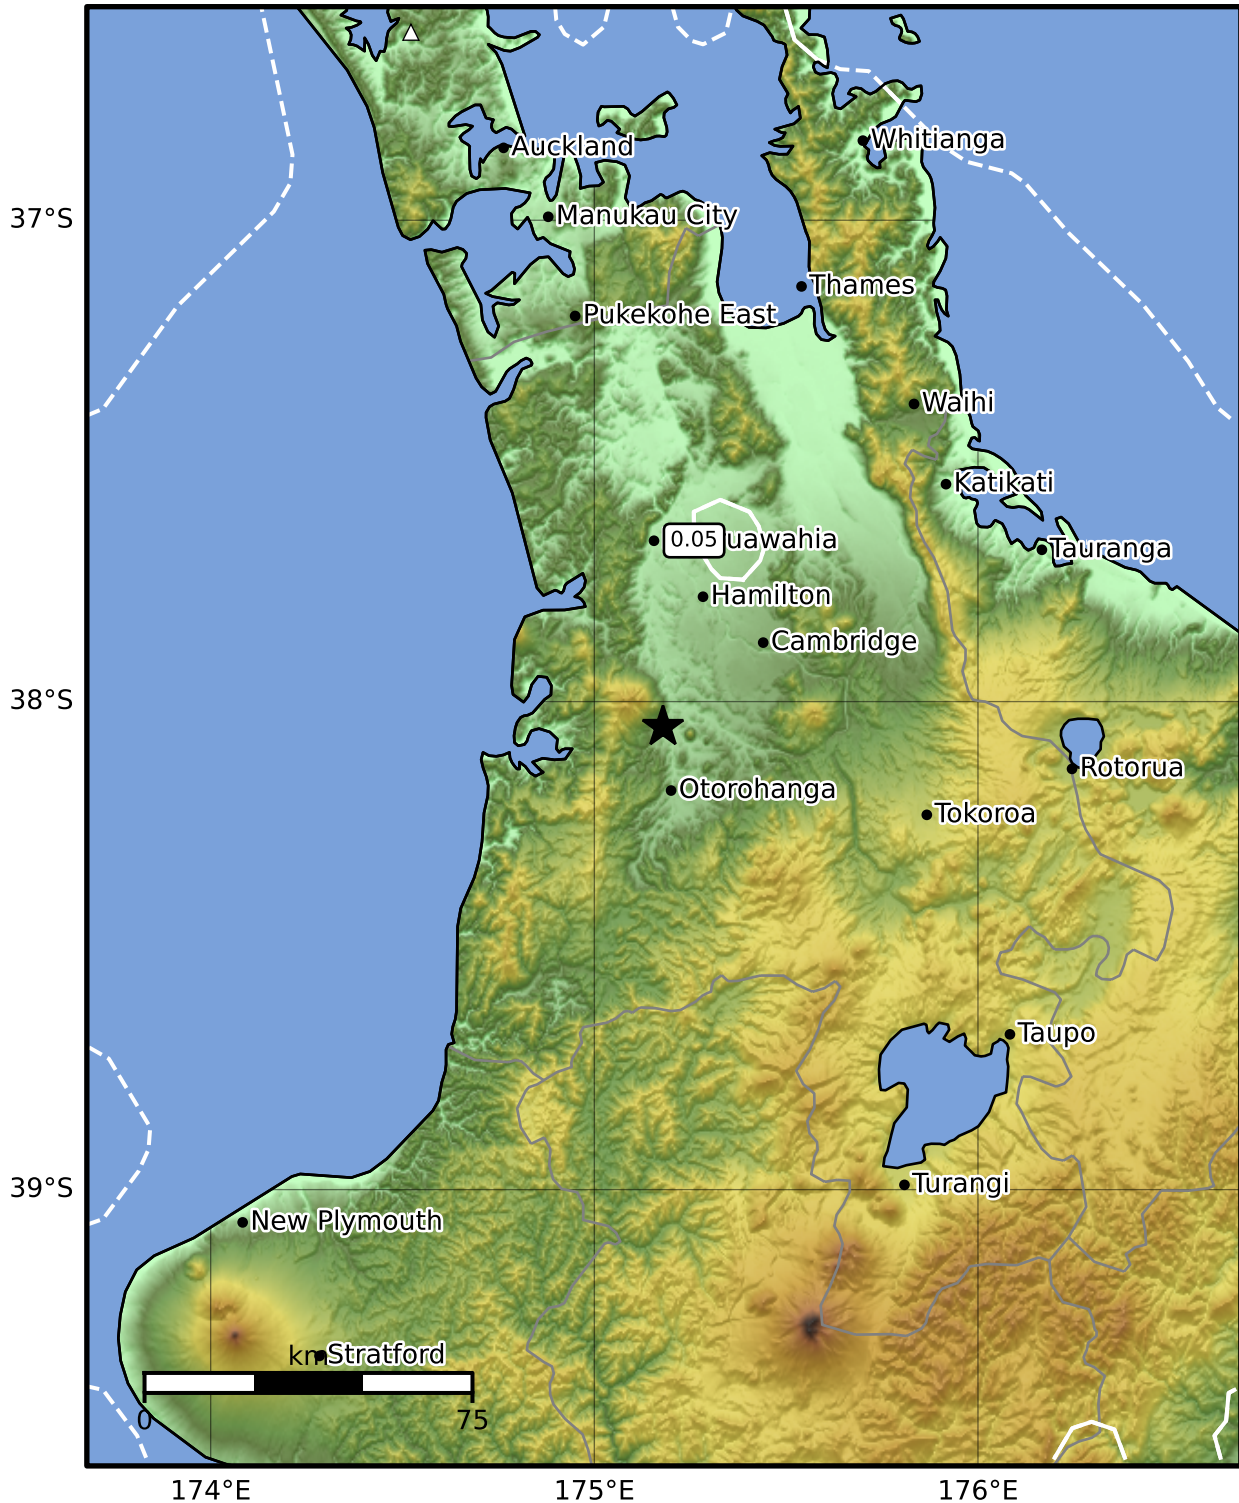 Auckland
Whitianga
37°S
Manukau City
Thames
Pukekohe East
Waihi
Katikati
0.05
uawahia
Tauranga
Hamilton
Cambridge
38°S
Rotorua
Otorohanga
Tokoroa
Taupo
39°S
Turangi
New Plymouth
km
Stratford
0
75
174°E
175°E
176°E